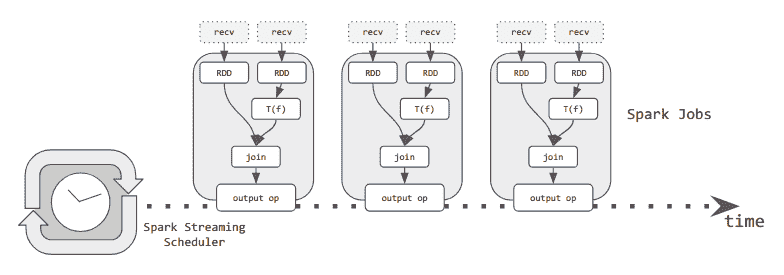 recv recv recv recv recv recv
RDD RDD RDD RDD RDD RDD
T(f) T(f) T(f)
Spark Jobs
join join join
output op output op output op
time
Spark Streaming
Scheduler